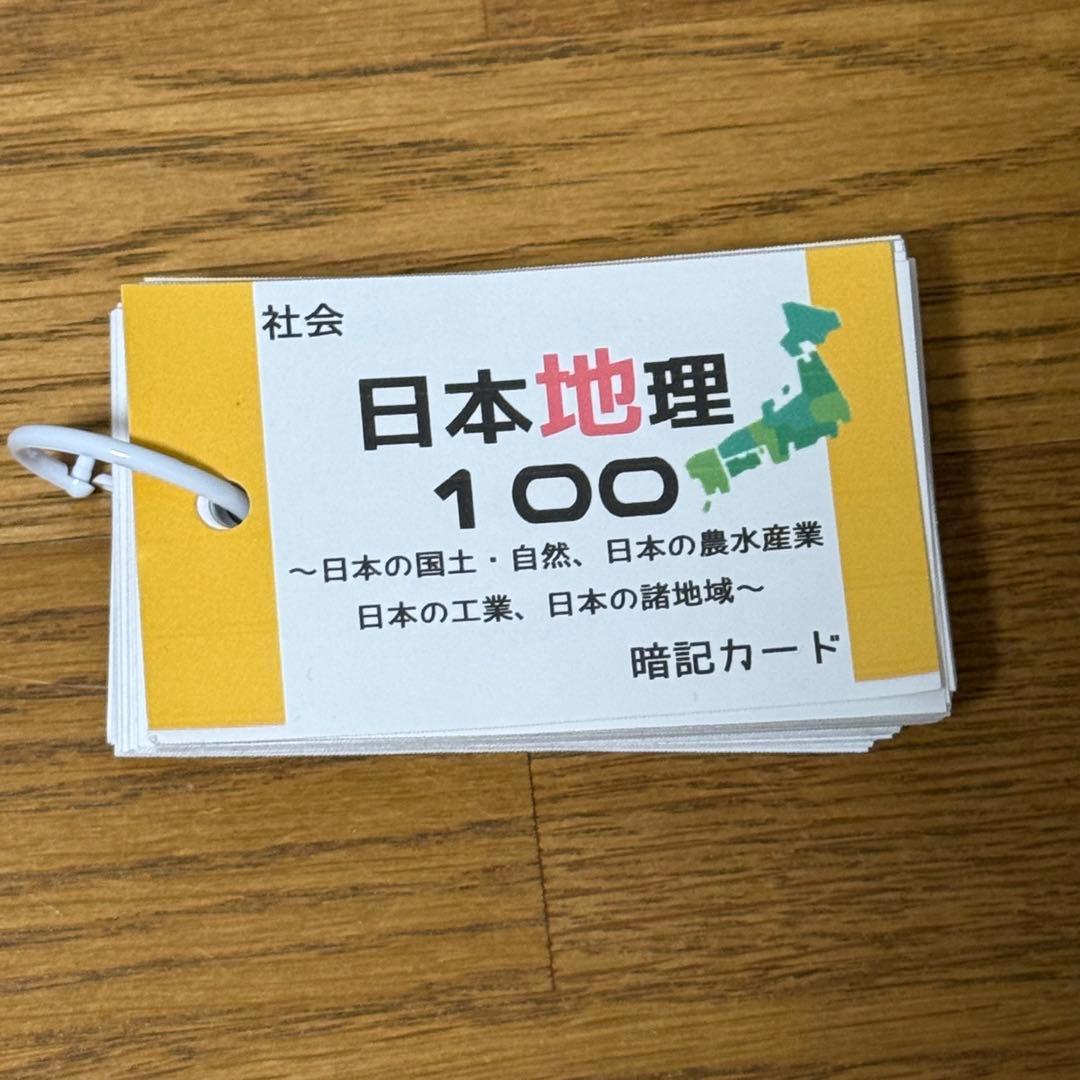 社会
日本地理
100
～日本の国土・自然、日本の農水産業
日本の工業、日本の諸地域～
暗記カード